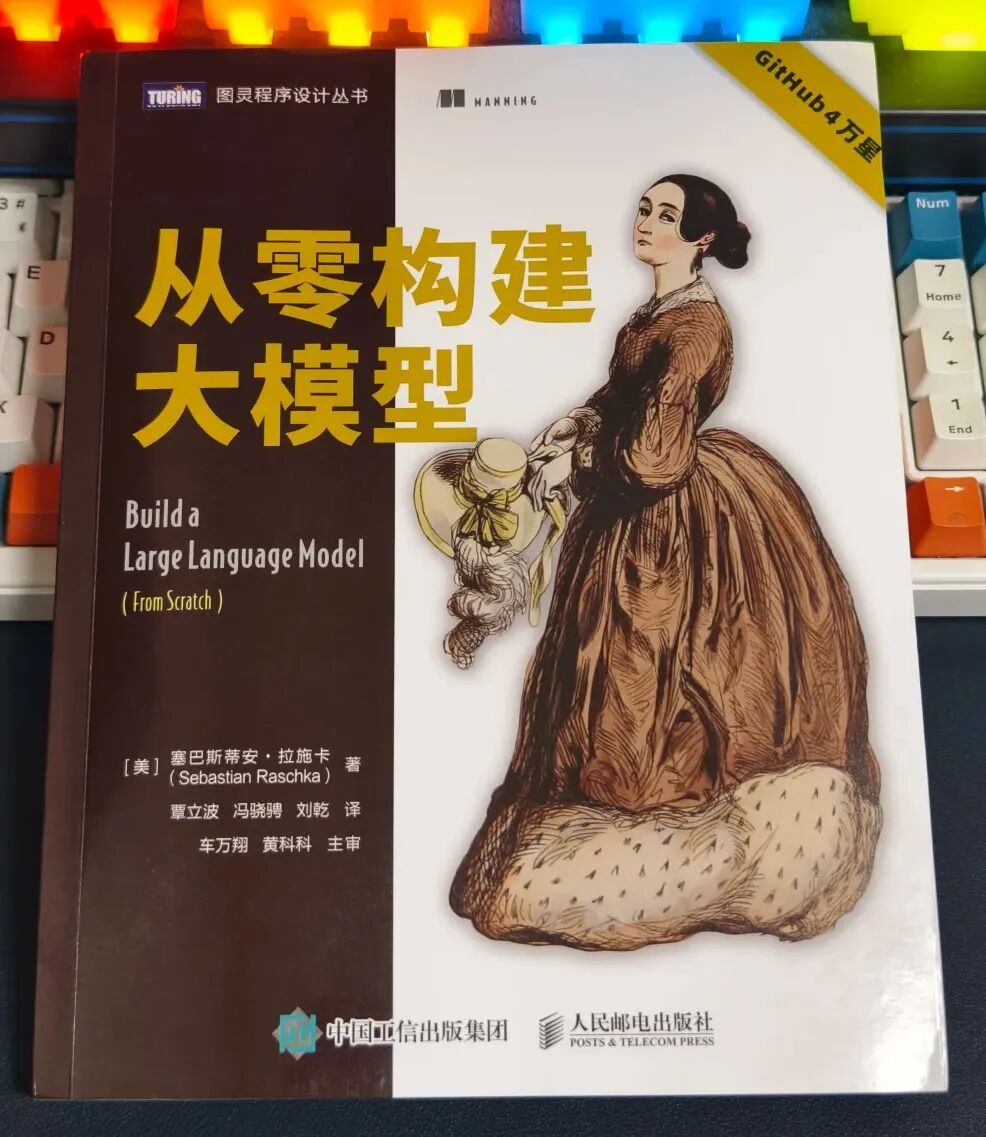 TURING 图灵程序设计丛书
MANNING
GitHub 4 万星
从零构建
大模型
Build a
Large Language Model
( From Scratch )
[美] 塞巴斯蒂安·拉施卡 著
( Sebastian Raschka )
覃立波 冯骁骋 刘乾 译
车万翔 黄科科 主审
中国工信出版集团
人民邮电出版社
POSTS & TELECOM PRESS
3 #
E
D
K
Num
7
Home
4
←
1
End
→